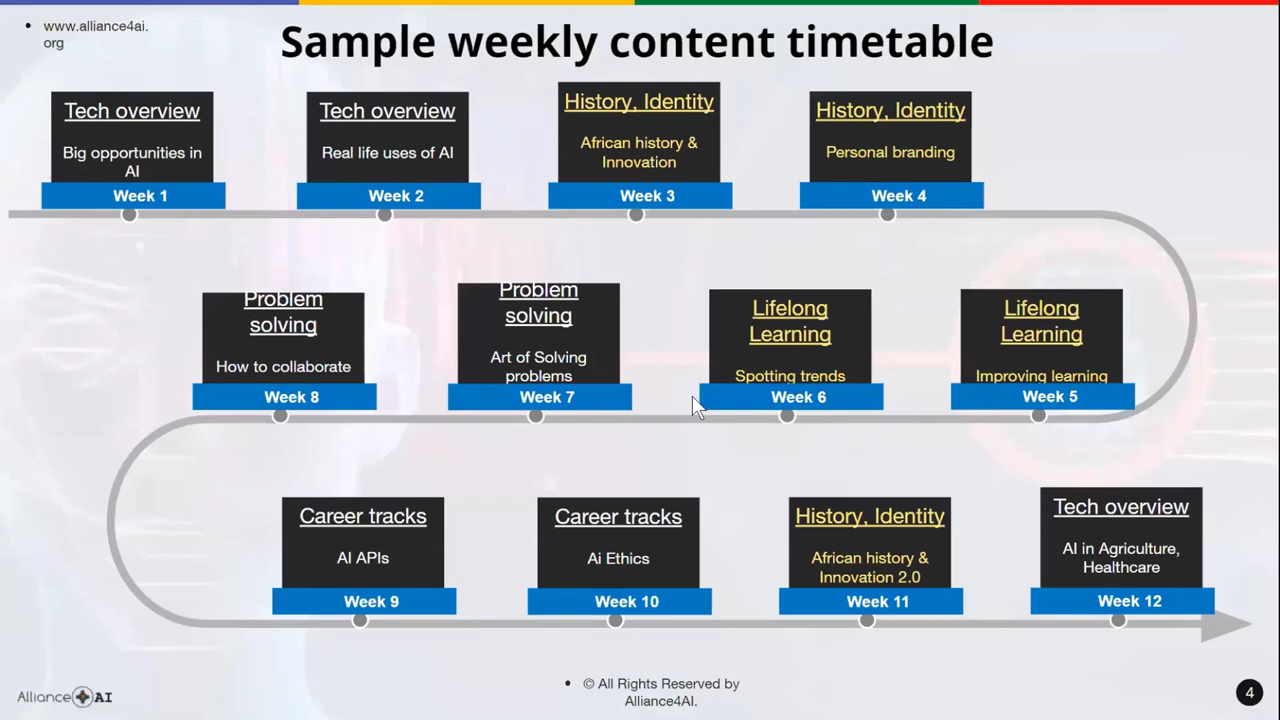 www.alliance4ai.
org
Sample weekly content timetable
Tech overview
Big opportunities in
AI
Week 1
Tech overview
Real life uses of AI
Week 2
History, Identity
African history &
Innovation
Week 3
History, Identity
Personal branding
Week 4
Problem
solving
How to collaborate
Week 8
Problem
solving
Art of Solving
problems
Week 7
Lifelong
Learning
Spotting trends
Week 6
Lifelong
Learning
Improving learning
Week 5
Career tracks
AI APIs
Week 9
Career tracks
Ai Ethics
Week 10
History, Identity
African history &
Innovation 2.0
Week 11
Tech overview
AI in Agriculture,
Healthcare
Week 12
Alliance AI
© All Rights Reserved by
Alliance4AI.
4